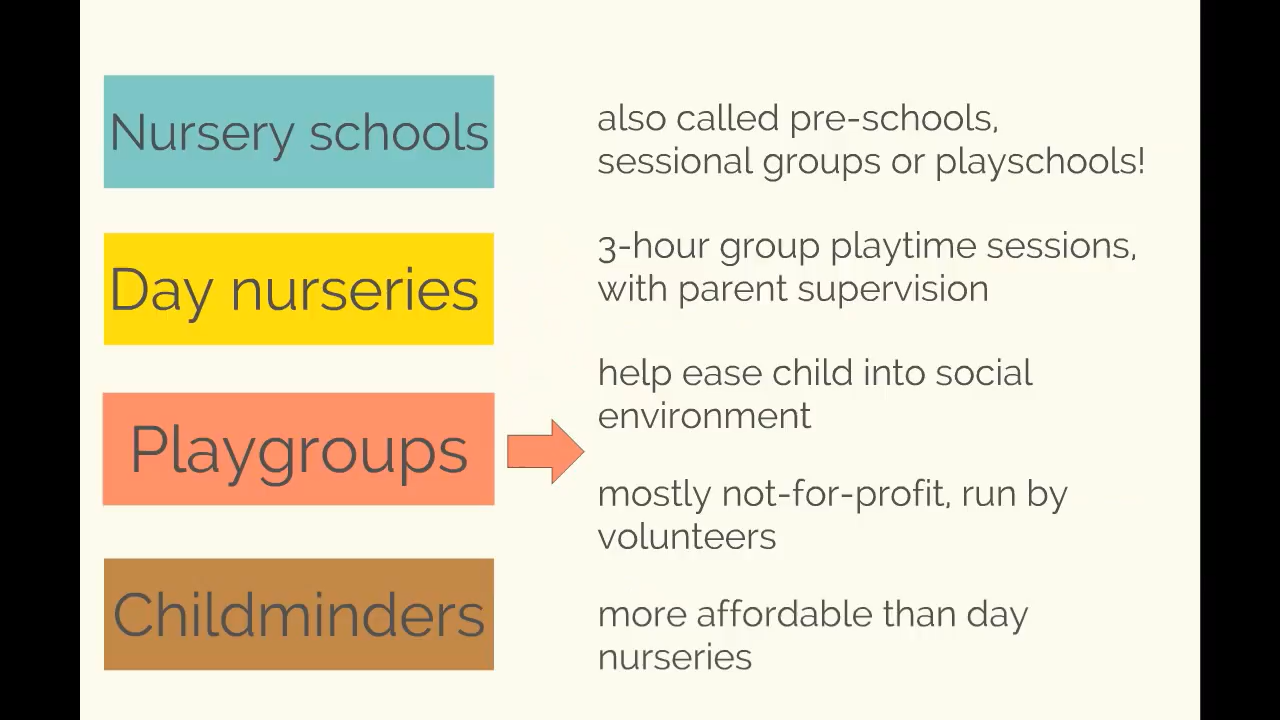 Nursery schools
Day nurseries
Playgroups
Childminders
also called pre-schools,
sessional groups or playschools!
3-hour group playtime sessions,
with parent supervision
help ease child into social
environment
mostly not-for-profit, run by
volunteers
more affordable than day
nurseries